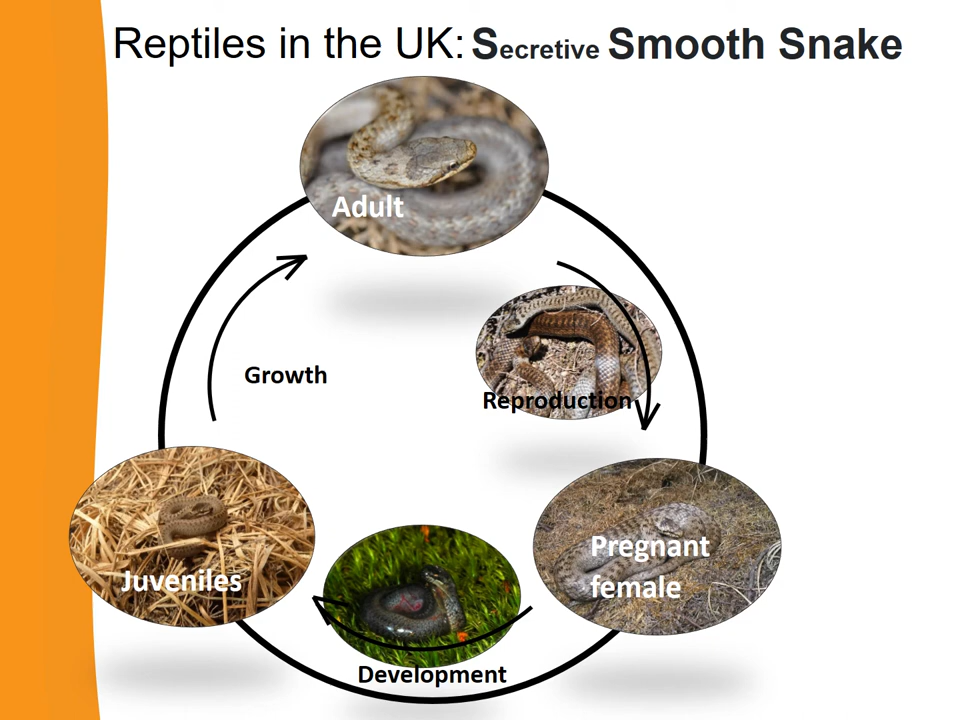 Reptiles in the UK: Secretive Smooth Snake
Adult
Growth
Reproduction
Juveniles
Pregnant
female
Development